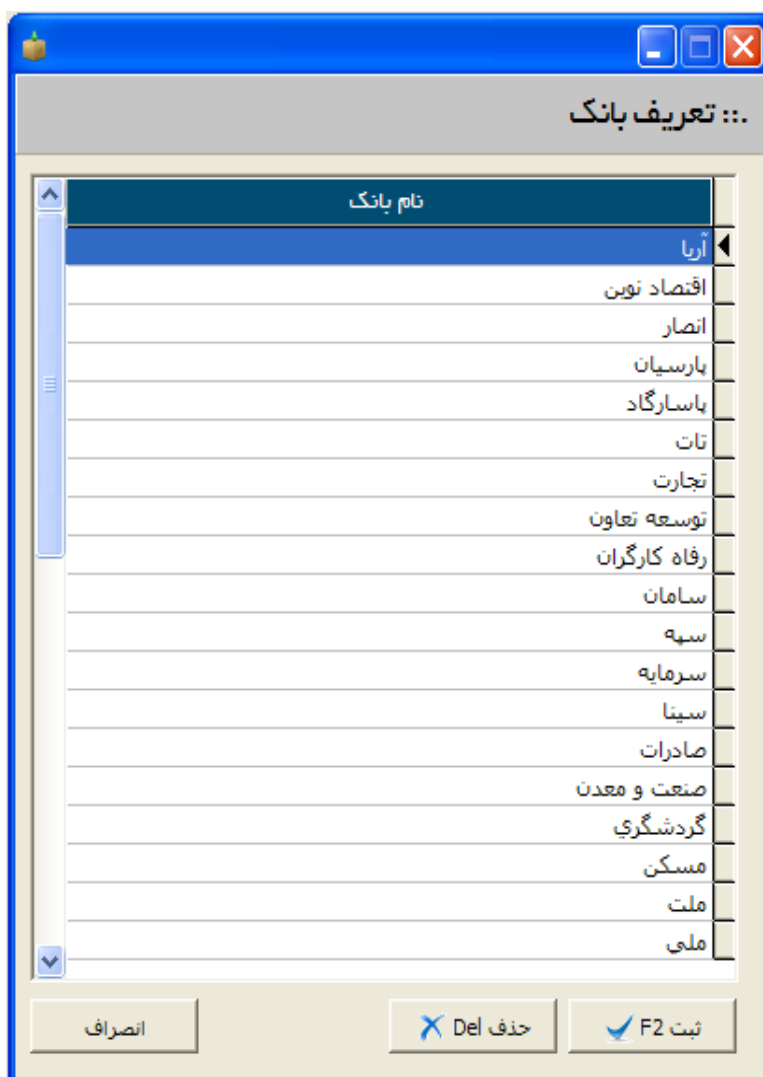 .:: تعریف بانک
نام بانک
آریا
اقتصاد نوین
انصار
پارسیان
پاسارگاد
تات
تجارت
توسعه تعاون
رفاه کارگران
سامان
سپه
سرمایه
سینا
صادرات
صنعت و معدن
گردشگري
مسکن
ملت
ملی
ثبت F2
حذف Del
انصراف